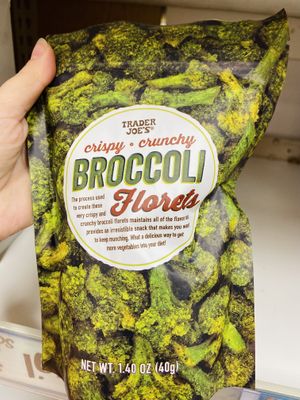 TRADER
JOE'S®
crispy • crunchy
BROCCOLI
Florets
The process used
to create these
very crispy and
crunchy broccoli florets maintains all of the flavor &
provides an irresistible snack that makes you want
to keep munching. What a delicious way to get
more vegetables into your diet!
NET WT. 1.40 OZ (40g)